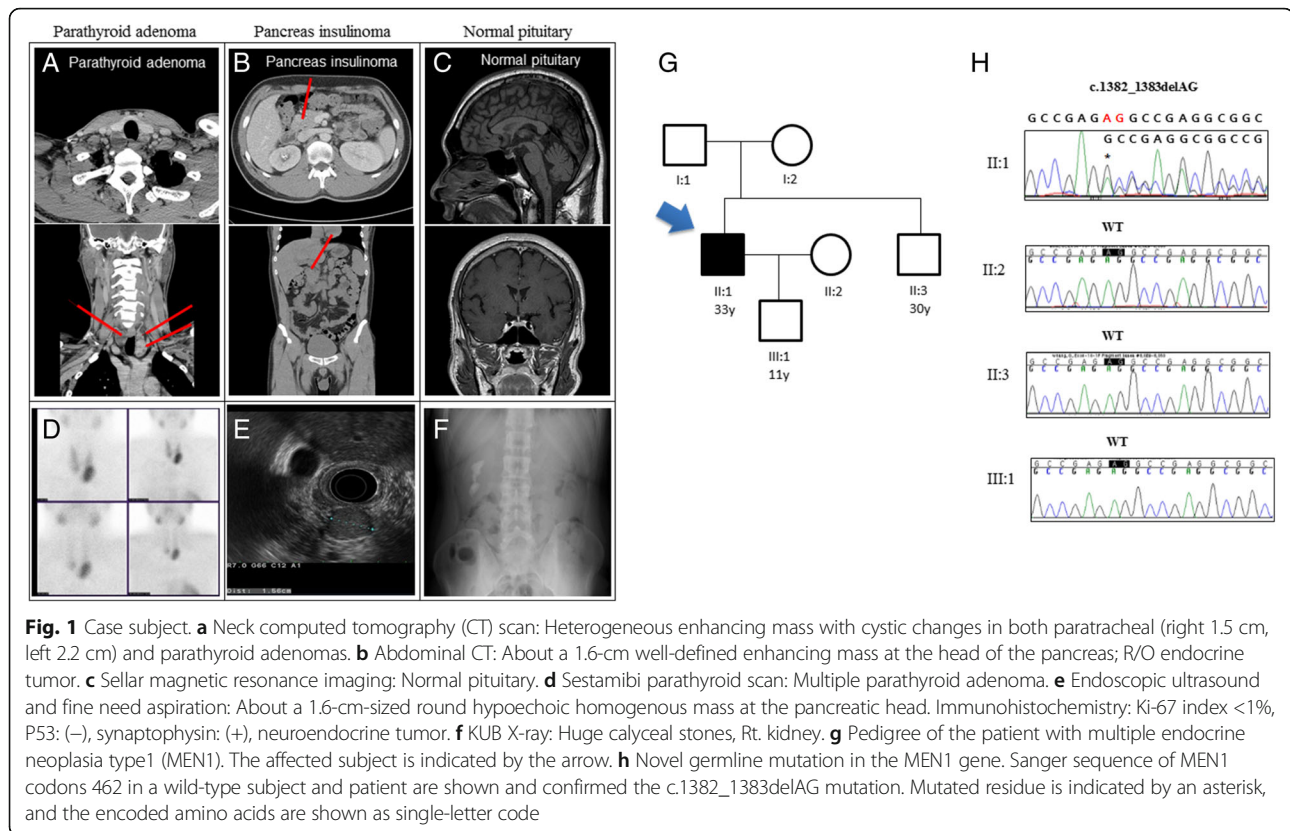 Parathyroid adenoma Pancreas insulinoma Normal pituitary
A Parathyroid adenoma
B Pancreas insulinoma
C Normal pituitary
D
E
R7.0 G66 C12 A1
Dist: 1.56cm
F
G
I:1
I:2
II:1
33y
II:2
II:3
30y
III:1
11y
H
c.1382_1383delAG
G C C G A G A G G C C G A G G C G G C
G C C G A G G C G G C C G
*
II:1
WT
G C C G A G A G G C C G A G G C G G C
G C C G A G A G G C C G A G G C G G C
II:2
WT
G C C G A G A G G C C G A G G C G G C
G C C G A G A G G C C G A G G C G G C
II:3
WT
G C C G A G A G G C C G A G G C G G C
G C C G A G A G G C C G A G G C G G C
III:1
Fig. 1 Case subject. a Neck computed tomography (CT) scan: Heterogeneous enhancing mass with cystic changes in both paratracheal (right 1.5 cm,
left 2.2 cm) and parathyroid adenomas. b Abdominal CT: About a 1.6-cm well-defined enhancing mass at the head of the pancreas; R/O endocrine
tumor. c Sellar magnetic resonance imaging: Normal pituitary. d Sestamibi parathyroid scan: Multiple parathyroid adenoma. e Endoscopic ultrasound
and fine need aspiration: About a 1.6-cm-sized round hypoechoic homogenous mass at the pancreatic head. Immunohistochemistry: Ki-67 index <1%,
P53: (−), synaptophysin: (+), neuroendocrine tumor. f KUB X-ray: Huge calyceal stones, Rt. kidney. g Pedigree of the patient with multiple endocrine
neoplasia type1 (MEN1). The affected subject is indicated by the arrow. h Novel germline mutation in the MEN1 gene. Sanger sequence of MEN1
codons 462 in a wild-type subject and patient are shown and confirmed the c.1382_1383delAG mutation. Mutated residue is indicated by an asterisk,
and the encoded amino acids are shown as single-letter code